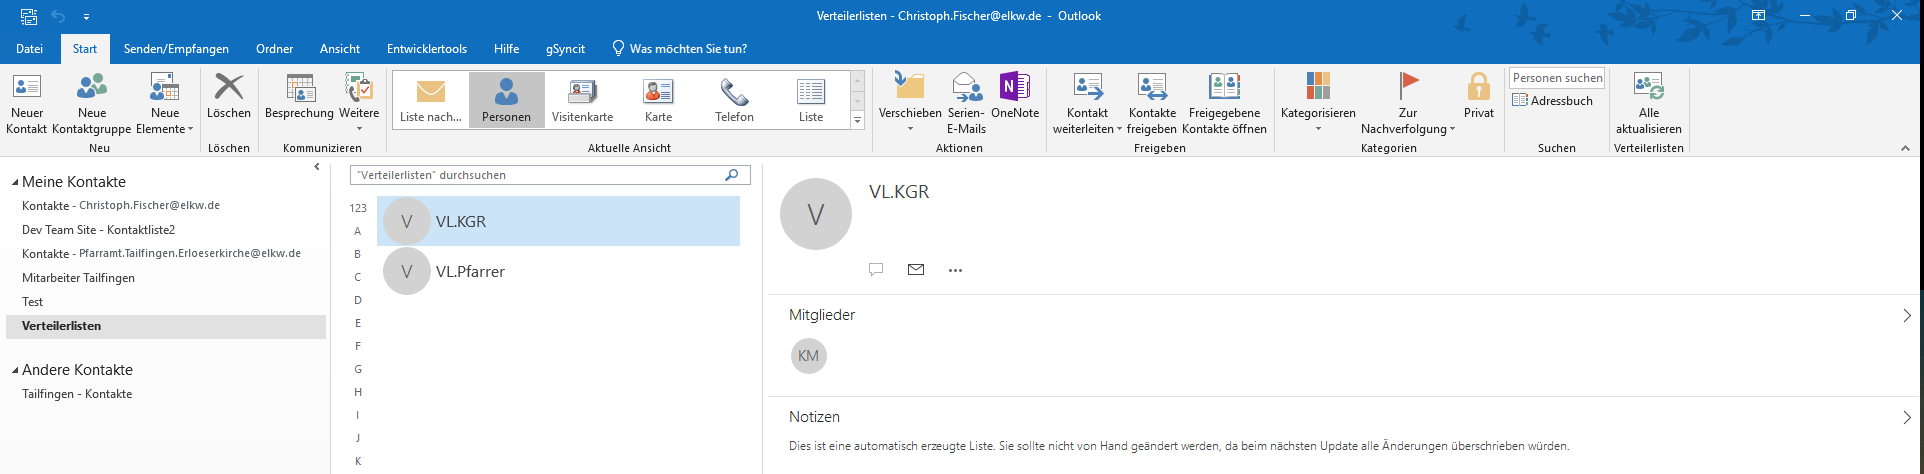 Verteilerlisten - Christoph.Fischer@elkw.de - Outlook
Datei Start Senden/Empfangen Ordner Ansicht Entwicklertools Hilfe gSyncit Was möchten Sie tun?
Neuer Kontakt
Neue Kontaktgruppe
Neue Elemente
Neu
Löschen
Löschen
Besprechung
Weitere
Kommunizieren
Liste nach...
Personen
Visitenkarte
Karte
Telefon
Liste
Aktuelle Ansicht
Verschieben
Serien-
E-Mails
OneNote
Aktionen
Kontakt
weiterleiten
Kontakte
freigeben
Freigegebene
Kontakte öffnen
Freigeben
Kategorisieren
Zur
Nachverfolgung
Privat
Kategorien
Personen suchen
Adressbuch
Suchen
Alle
aktualisieren
Verteilerlisten
Meine Kontakte
Kontakte - Christoph.Fischer@elkw.de
Dev Team Site - Kontaktliste2
Kontakte - Pfarramt.Tailfingen.Erloeserkirche@elkw.de
Mitarbeiter Tailfingen
Test
Verteilerlisten
Andere Kontakte
Tailfingen - Kontakte
"Verteilerlisten" durchsuchen
123
A
B
C
D
E
F
G
H
I
J
K
V VL.KGR
V VL.Pfarrer
V VL.KGR
Mitglieder
KM
Notizen
Dies ist eine automatisch erzeugte Liste. Sie sollte nicht von Hand geändert werden, da beim nächsten Update alle Änderungen überschrieben würden.